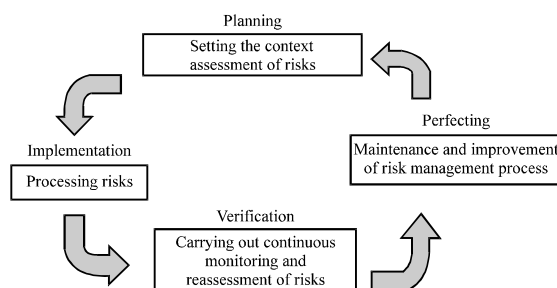 Planning
Setting the context
assessment of risks
Perfecting
Maintenance and improvement
of risk management process
Implementation
Processing risks
Verification
Carrying out continuous
monitoring and
reassessment of risks